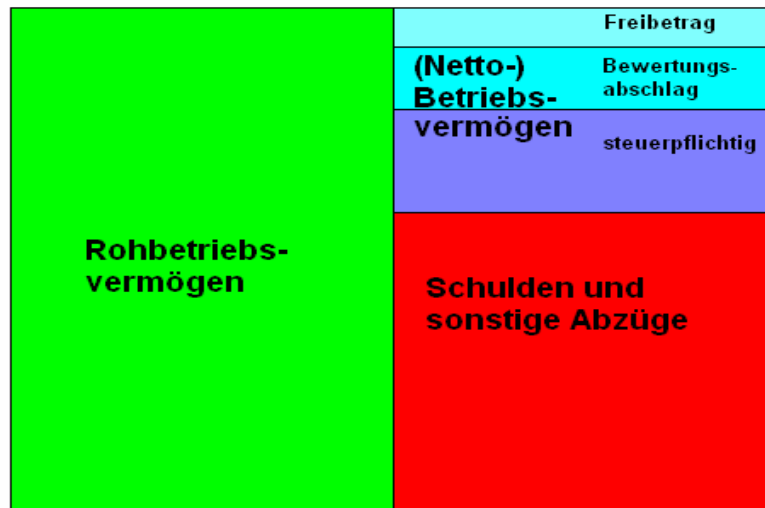 Rohbetriebs-
vermögen
(Netto-)
Betriebs-
vermögen
Freibetrag
Bewertungs-
abschlag
steuerpflichtig
Schulden und
sonstige Abzüge